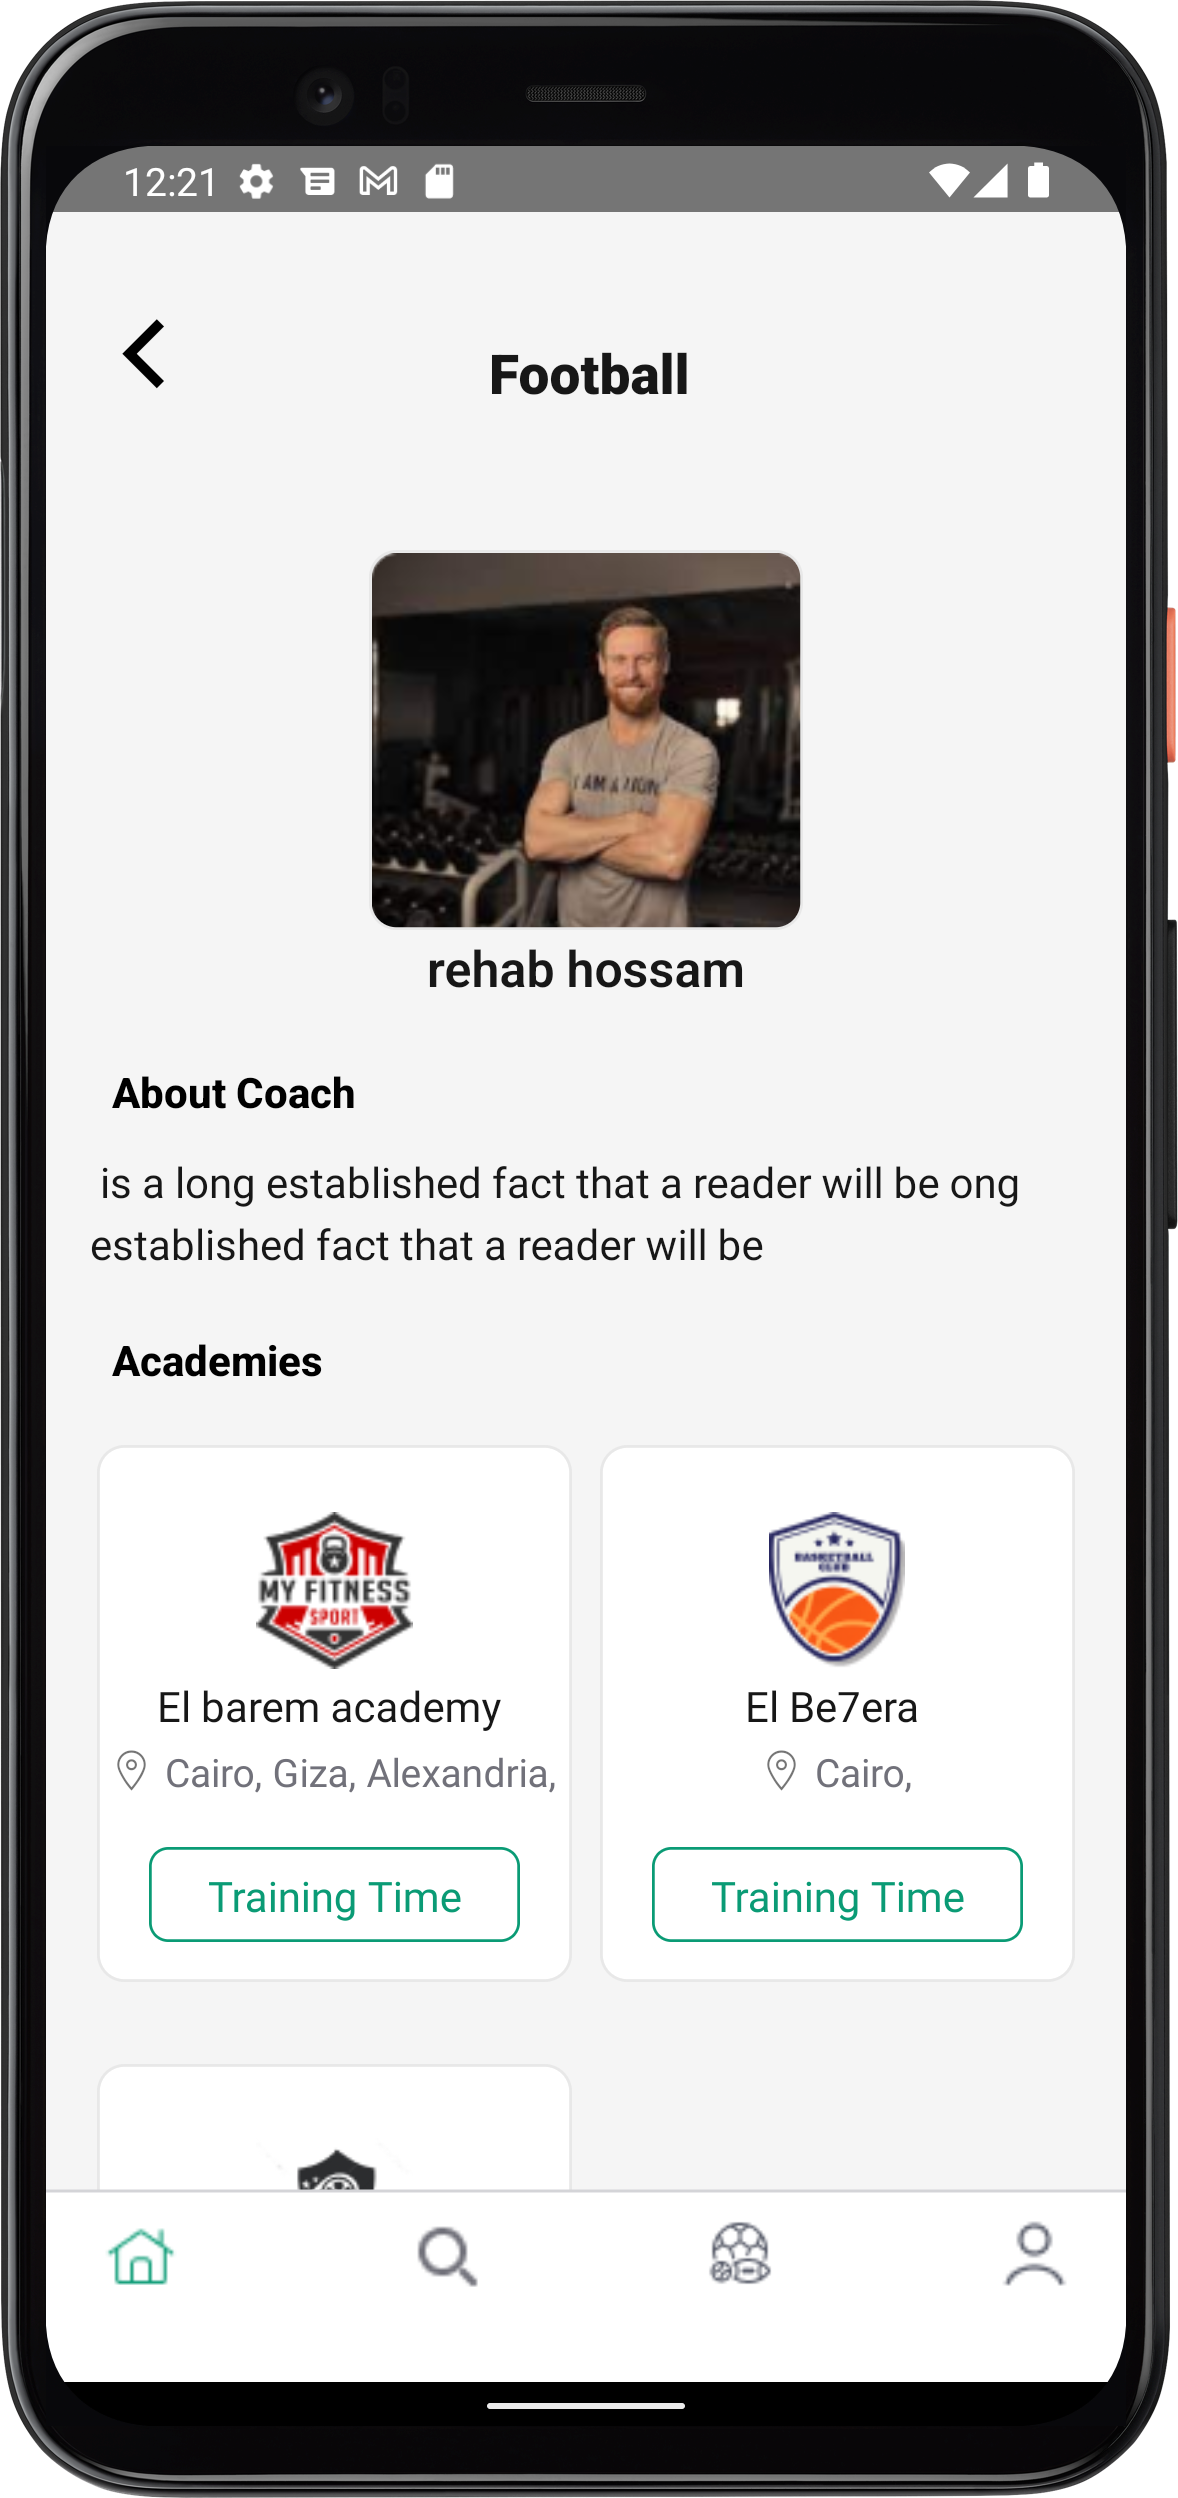 12:21
Football
I AM A LION
rehab hossam
About Coach
is a long established fact that a reader will be ong
established fact that a reader will be
Academies
MY FITNESS
SPORT
BASKETBALL
CLUB
El barem academy
El Be7era
Cairo, Giza, Alexandria,
Cairo,
Training Time
Training Time